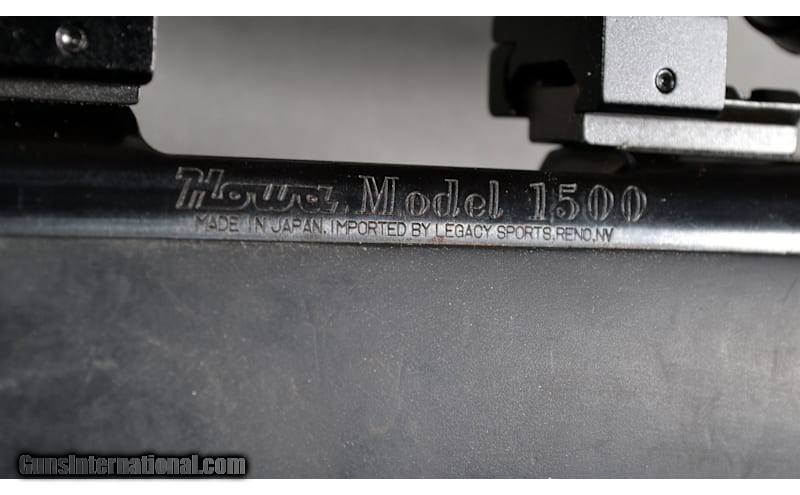 Howa Model 1500
MADE IN JAPAN. IMPORTED BY LEGACY SPORTS. RENO, NV
GunsInternational.com